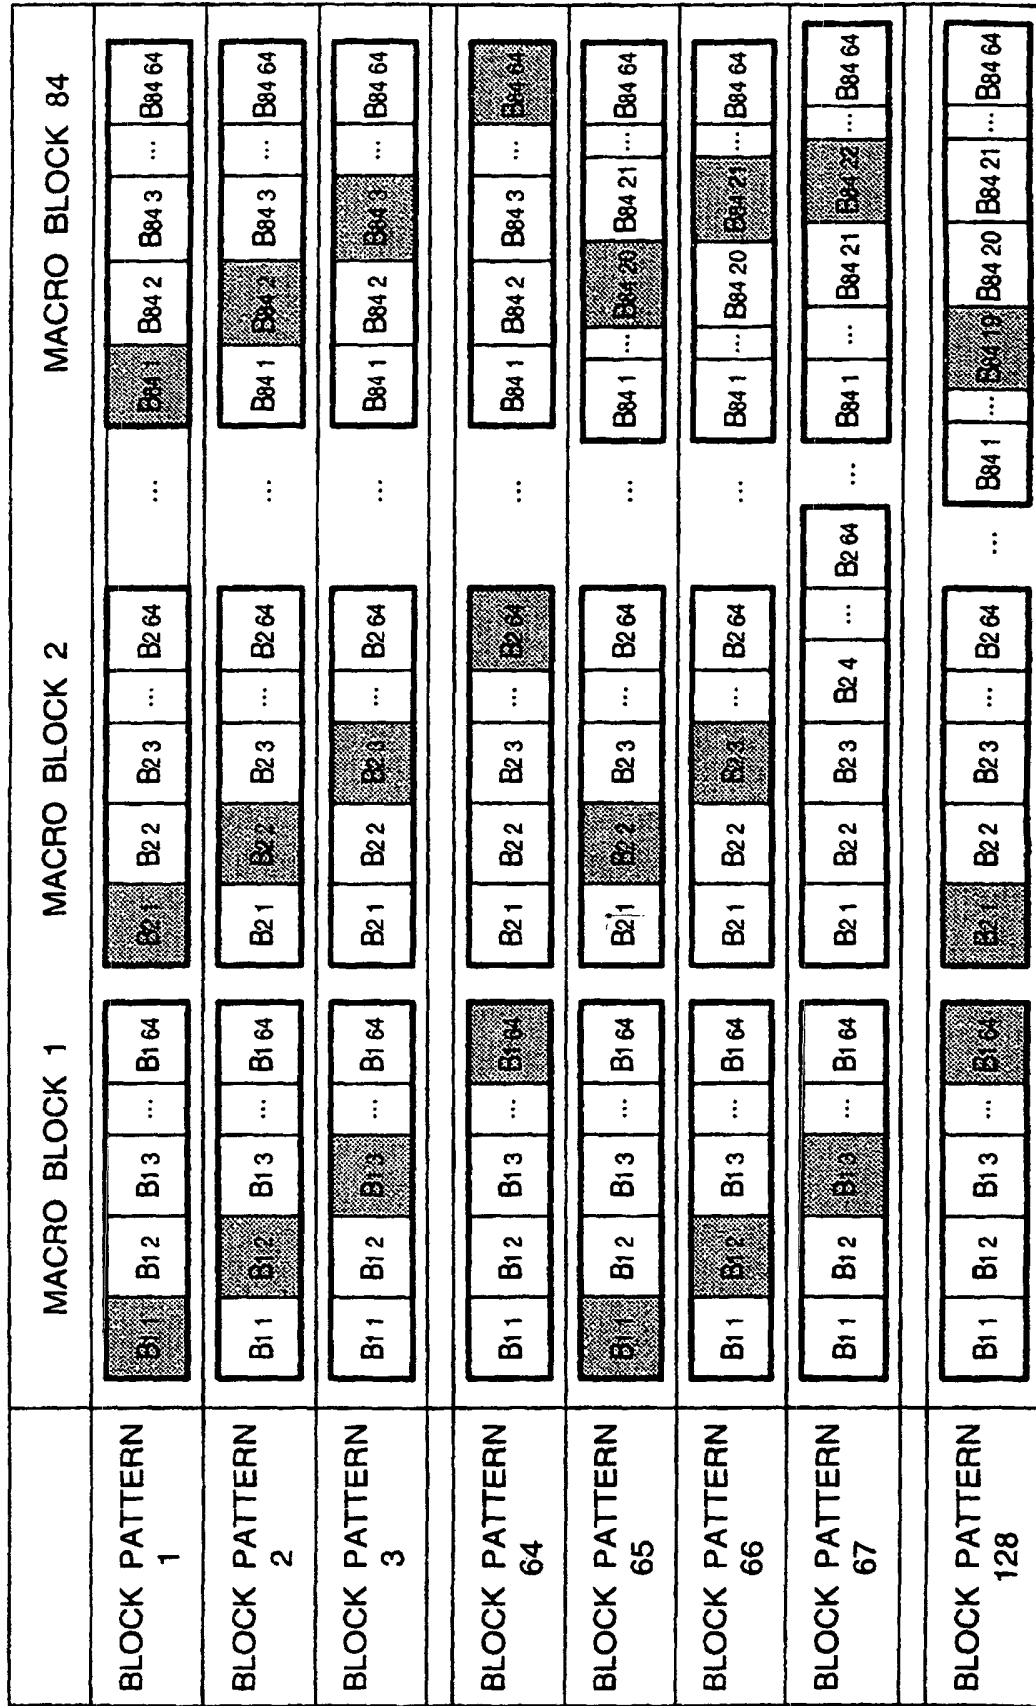 MACRO BLOCK 1 MACRO BLOCK 2 MACRO BLOCK 84
BLOCK PATTERN 1 B1 1 B1 2 B1 3 ... B1 64 B2 1 B2 2 B2 3 ... B2 64 ... B84 1 B84 2 B84 3 ... B84 64
BLOCK PATTERN 2 B1 1 B1 2 B1 3 ... B1 64 B2 1 B2 2 B2 3 ... B2 64 ... B84 1 B84 2 B84 3 ... B84 64
BLOCK PATTERN 3 B1 1 B1 2 B1 3 ... B1 64 B2 1 B2 2 B2 3 ... B2 64 ... B84 1 B84 2 B84 3 ... B84 64
BLOCK PATTERN 64 B1 1 B1 2 B1 3 ... B1 64 B2 1 B2 2 B2 3 ... B2 64 ... B84 1 B84 2 B84 3 ... B84 64
BLOCK PATTERN 65 B1 1 B1 2 B1 3 ... B1 64 B2 1 B2 2 B2 3 ... B2 64 ... B84 1 ... B84 20 B84 21 ... B84 64
BLOCK PATTERN 66 B1 1 B1 2 B1 3 ... B1 64 B2 1 B2 2 B2 3 ... B2 64 ... B84 1 ... B84 20 B84 21 ... B84 64
BLOCK PATTERN 67 B1 1 B1 2 B1 3 ... B1 64 B2 1 B2 2 B2 3 B2 4 ... B2 64 ... B84 1 ... B84 21 B84 22 ... B84 64
BLOCK PATTERN 128 B1 1 B1 2 B1 3 ... B1 64 B2 1 B2 2 B2 3 ... B2 64 ... B84 1 ... B84 19 B84 20 B84 21 ... B84 64